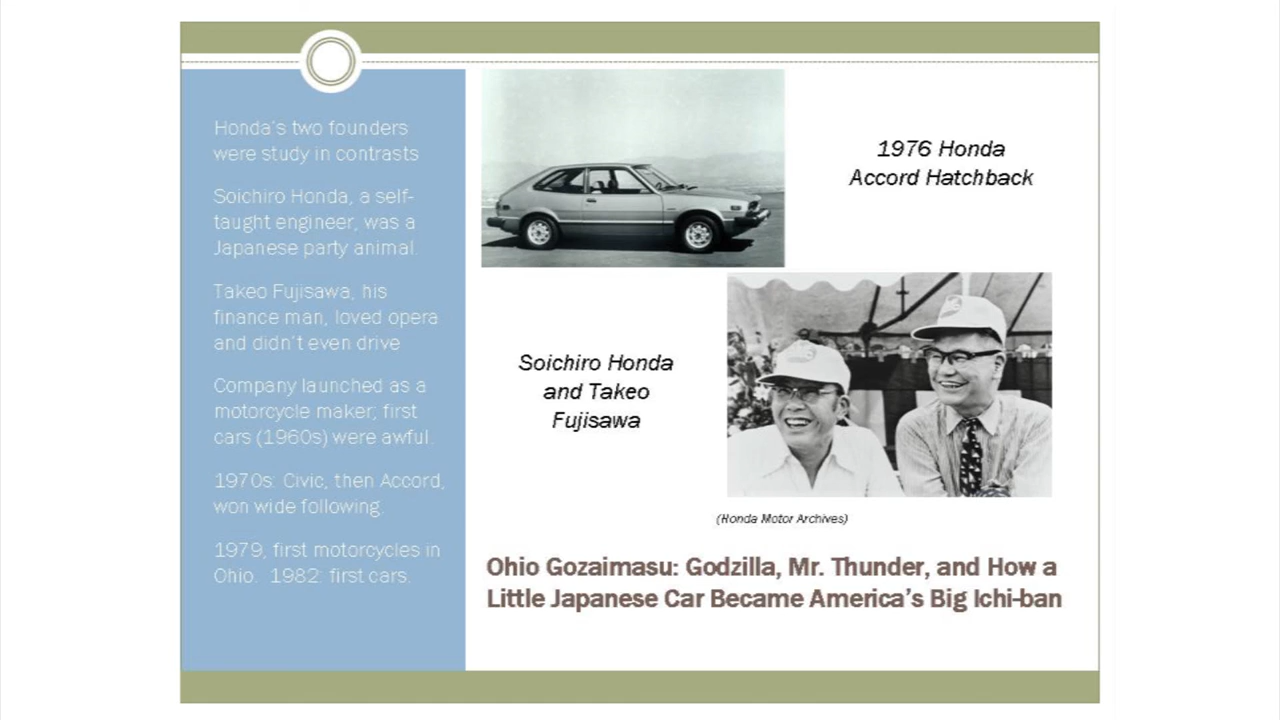 Honda's two founders
were study in contrasts
Soichiro Honda, a self-
taught engineer, was a
Japanese party animal.
Takeo Fujisawa, his
finance man, loved opera
and didn't even drive
Company launched as a
motorcycle maker; first
cars (1960s) were awful.
1970s: Civic, then Accord,
won wide following.
1979, first motorcycles in
Ohio. 1982: first cars.
1976 Honda
Accord Hatchback
Soichiro Honda
and Takeo
Fujisawa
(Honda Motor Archives)
Ohio Gozaimasu: Godzilla, Mr. Thunder, and How a
Little Japanese Car Became America's Big Ichi-ban